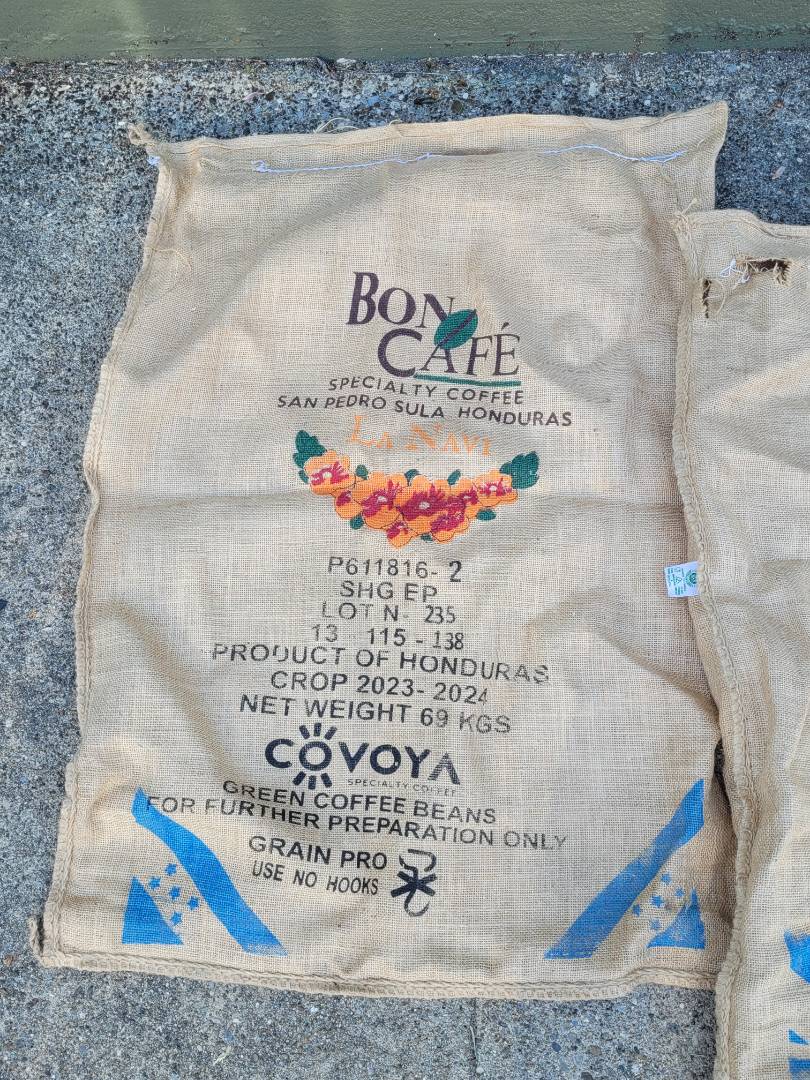 BON
CAFÉ
SPECIALTY COFFEE
SAN PEDRO SULA, HONDURAS
LA NAVI
P611816-2
SHG EP
LOT N- 235
13 115 - 138
PRODUCT OF HONDURAS
CROP 2023-2024
NET WEIGHT 69 KGS
COVOYA
SPECIALTY COFFEE
GREEN COFFEE BEANS
FOR FURTHER PREPARATION ONLY
GRAIN PRO
USE NO HOOKS